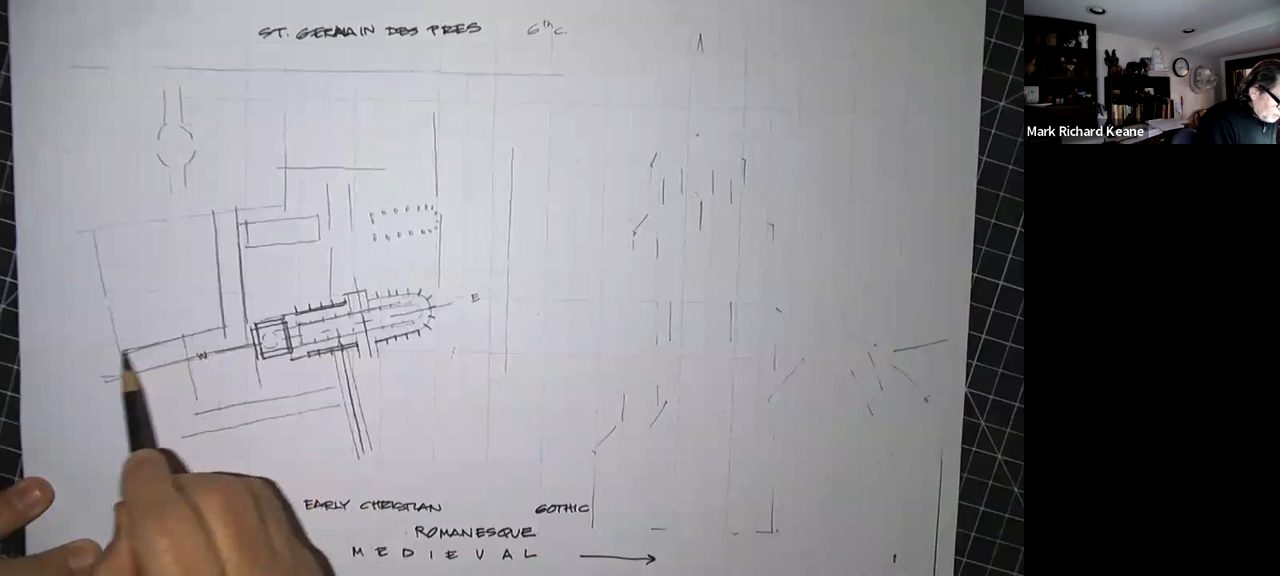 ST. GERMAIN DES PRES 6th C.
Mark Richard Keane
E
W
EARLY CHRISTIAN GOTHIC
ROMANESQUE
MEDIEVAL